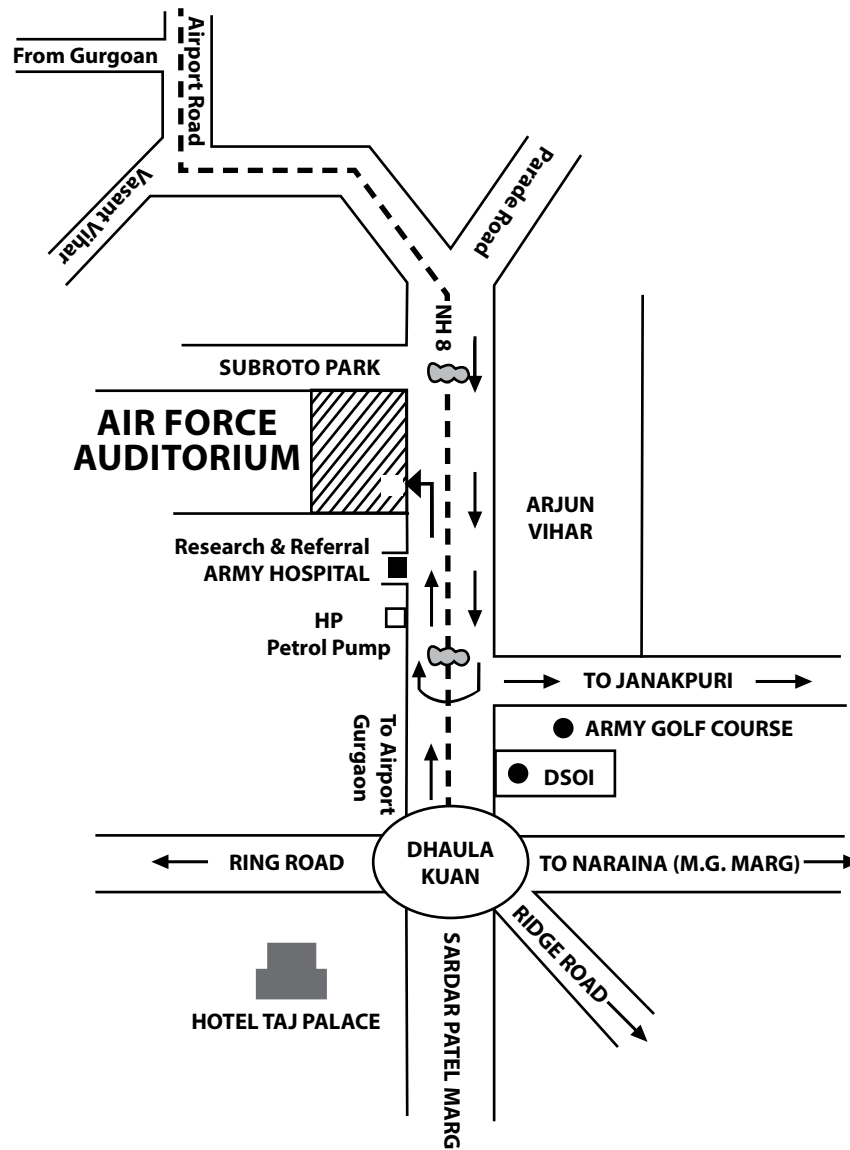 From Gurgoan
Airport Road
Vasant Vihar
Parade Road
NH 8
SUBROTO PARK
AIR FORCE
AUDITORIUM
ARJUN
VIHAR
Research & Referral
ARMY HOSPITAL
HP
Petrol Pump
TO JANAKPURI
ARMY GOLF COURSE
DSOI
To Airport
Gurgaon
RING ROAD
DHAULA
KUAN
TO NARAINA (M.G. MARG)
RIDGE ROAD
SARDAR PATEL MARG
HOTEL TAJ PALACE